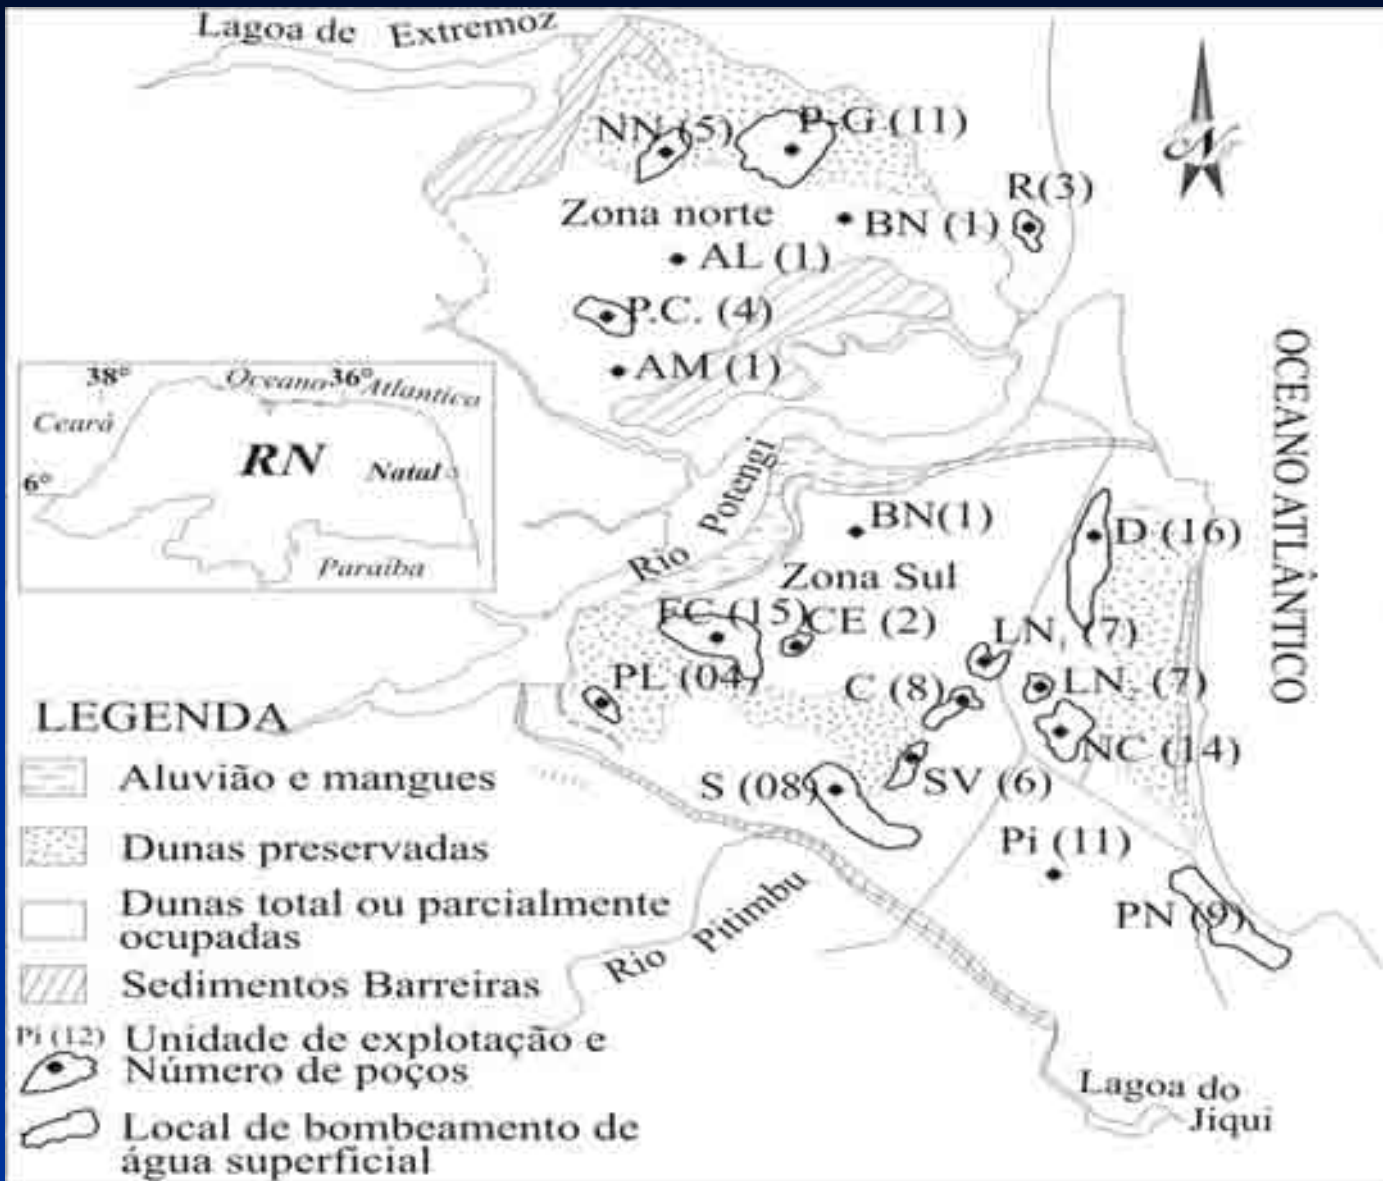 Lagoa de Extremoz
NN (5)
P-G (11)
R(3)
Zona norte
BN (1)
AL (1)
P.C. (4)
AM (1)
OCEANO ATLÂNTICO
38°
Oceano
36°
Atlantica
Ceará
RN
Natal
6°
Paraiba
Rio Potengi
BN(1)
D (16)
Zona Sul
FC (15)
CE (2)
LN₁ (7)
PL (04)
C (8)
LN₂ (7)
NC (14)
S (08)
SV (6)
Pi (11)
PN (9)
Rio Pitimbu
Lagoa do
Jiqui
LEGENDA
Aluvião e mangues
Dunas preservadas
Dunas total ou parcialmente
ocupadas
Sedimentos Barreiras
Pi (12) Unidade de explotação e
Número de poços
Local de bombeamento de
água superficial